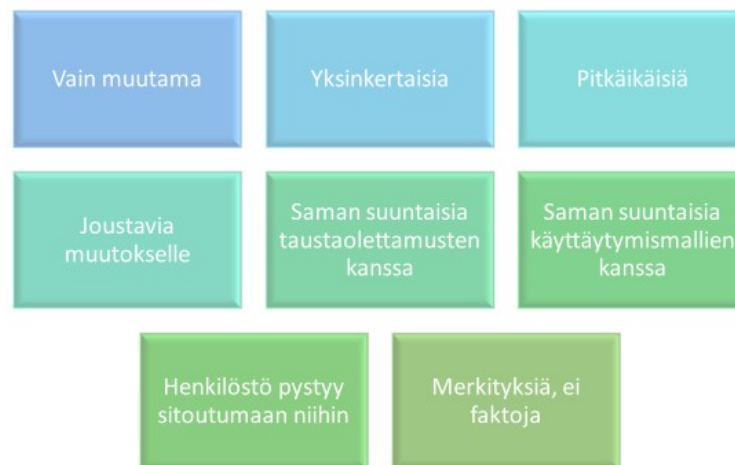 Vain muutama
Yksinkertaisia
Pitkäikäisiä
Joustavia
muutokselle
Saman suuntaisia
taustaolettamusten
kanssa
Saman suuntaisia
käyttäytymismallien
kanssa
Henkilöstö pystyy
sitoutumaan niihin
Merkityksiä, ei
faktoja